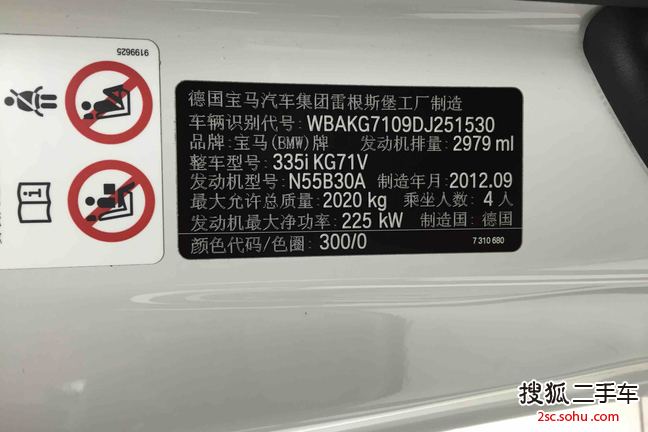 9199625
德国宝马汽车集团雷根斯堡工厂制造
车辆识别代号: WBAKG7109DJ251530
品牌: 宝马(BMW)牌 发动机排量: 2979 ml
整车型号: 335i KG71V
发动机型号: N55B30A 制造年月: 2012.09
最大允许总质量: 2020 kg 乘坐人数: 4 人
发动机最大净功率: 225 kW 制造国: 德国
颜色代码/色圈: 300/0 7 310 680
搜狐 二手车
2sc.sohu.com